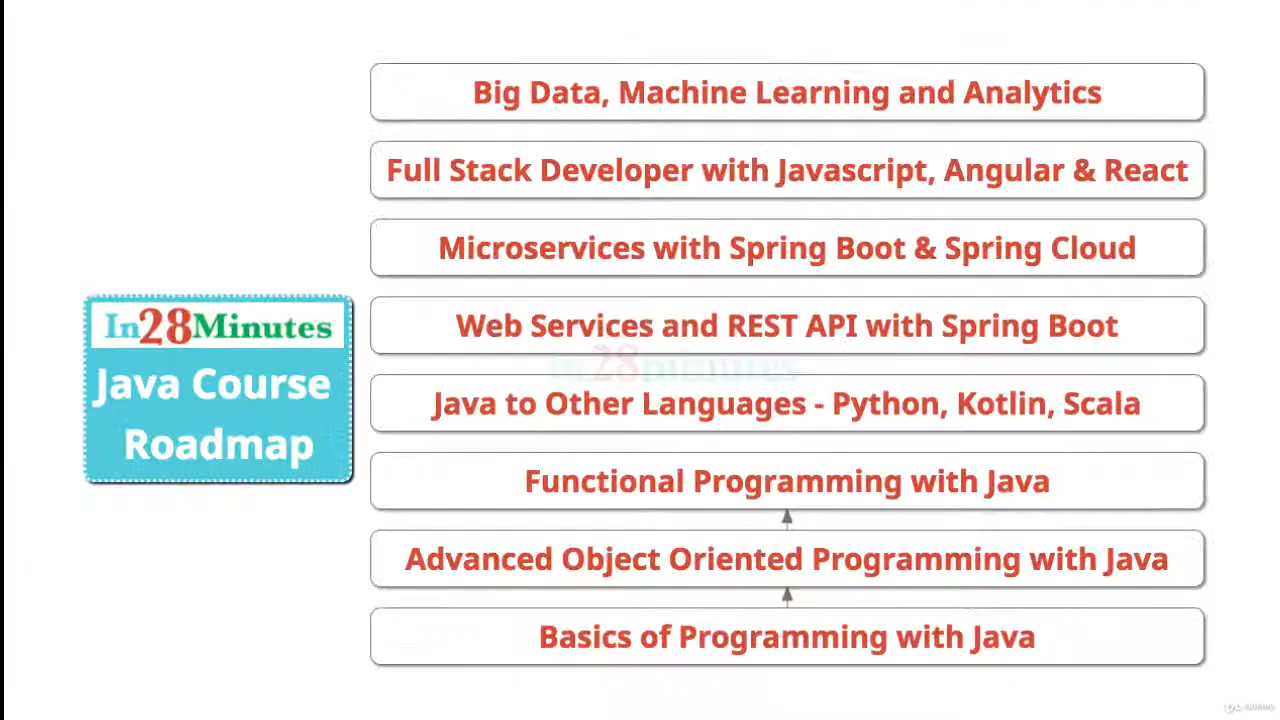 Big Data, Machine Learning and Analytics
Full Stack Developer with Javascript, Angular & React
Microservices with Spring Boot & Spring Cloud
In28Minutes
Java Course
Roadmap
Web Services and REST API with Spring Boot
in28minutes
Java to Other Languages - Python, Kotlin, Scala
Functional Programming with Java
Advanced Object Oriented Programming with Java
Basics of Programming with Java